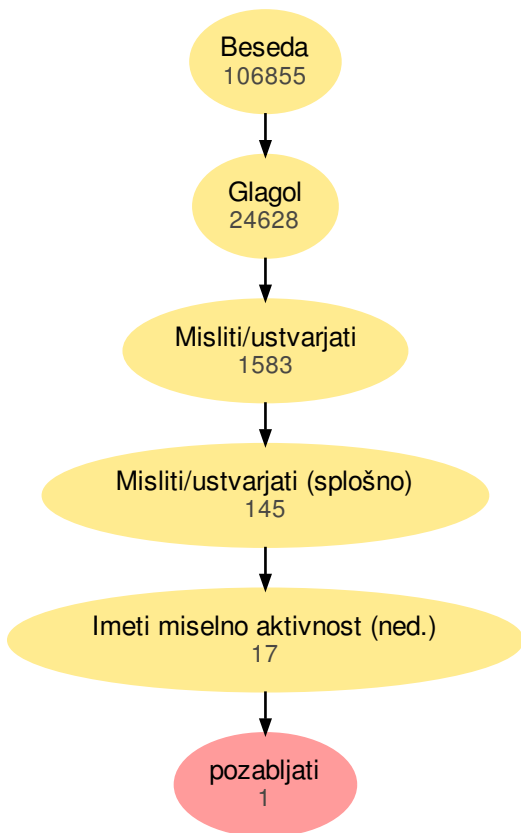 Beseda
106855
Glagol
24628
Misliti/ustvarjati
1583
Misliti/ustvarjati (splošno)
145
Imeti miselno aktivnost (ned.)
17
pozabljati
1